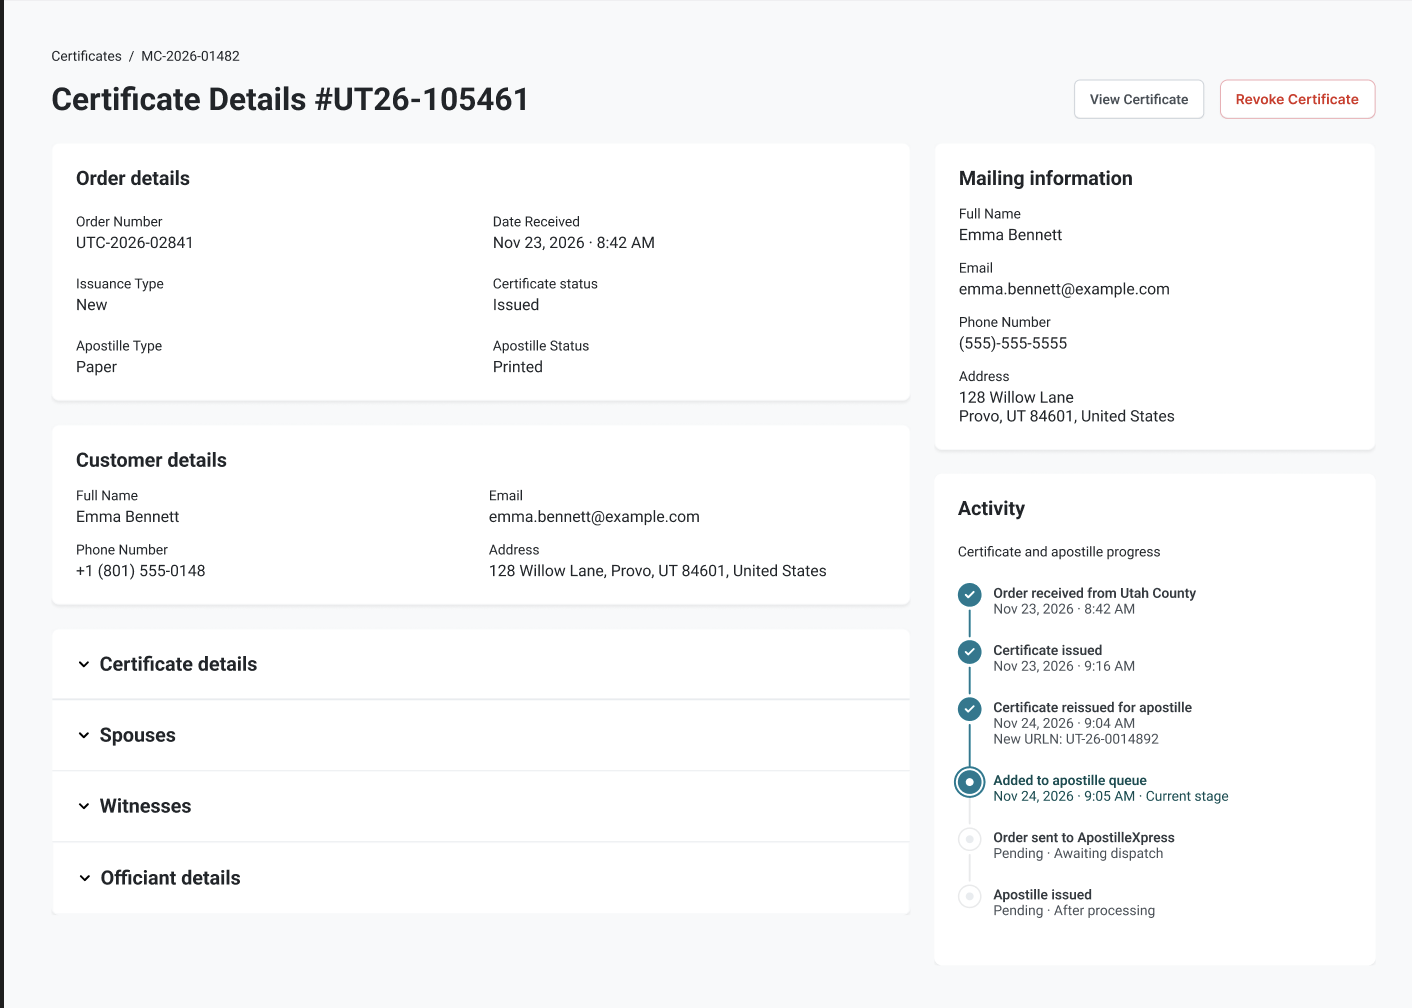 Certificates / MC-2026-01482
Certificate Details #UT26-105461
View Certificate
Revoke Certificate
Order details
Order Number
UTC-2026-02841
Date Received
Nov 23, 2026 · 8:42 AM
Issuance Type
New
Certificate status
Issued
Apostille Type
Paper
Apostille Status
Printed
Customer details
Full Name
Emma Bennett
Email
emma.bennett@example.com
Phone Number
+1 (801) 555-0148
Address
128 Willow Lane, Provo, UT 84601, United States
Certificate details
Spouses
Witnesses
Officiant details
Mailing information
Full Name
Emma Bennett
Email
emma.bennett@example.com
Phone Number
(555)-555-5555
Address
128 Willow Lane
Provo, UT 84601, United States
Activity
Certificate and apostille progress
Order received from Utah County
Nov 23, 2026 · 8:42 AM
Certificate issued
Nov 23, 2026 · 9:16 AM
Certificate reissued for apostille
Nov 24, 2026 · 9:04 AM
New URLN: UT-26-0014892
Added to apostille queue
Nov 24, 2026 · 9:05 AM · Current stage
Order sent to ApostilleXpress
Pending · Awaiting dispatch
Apostille issued
Pending · After processing